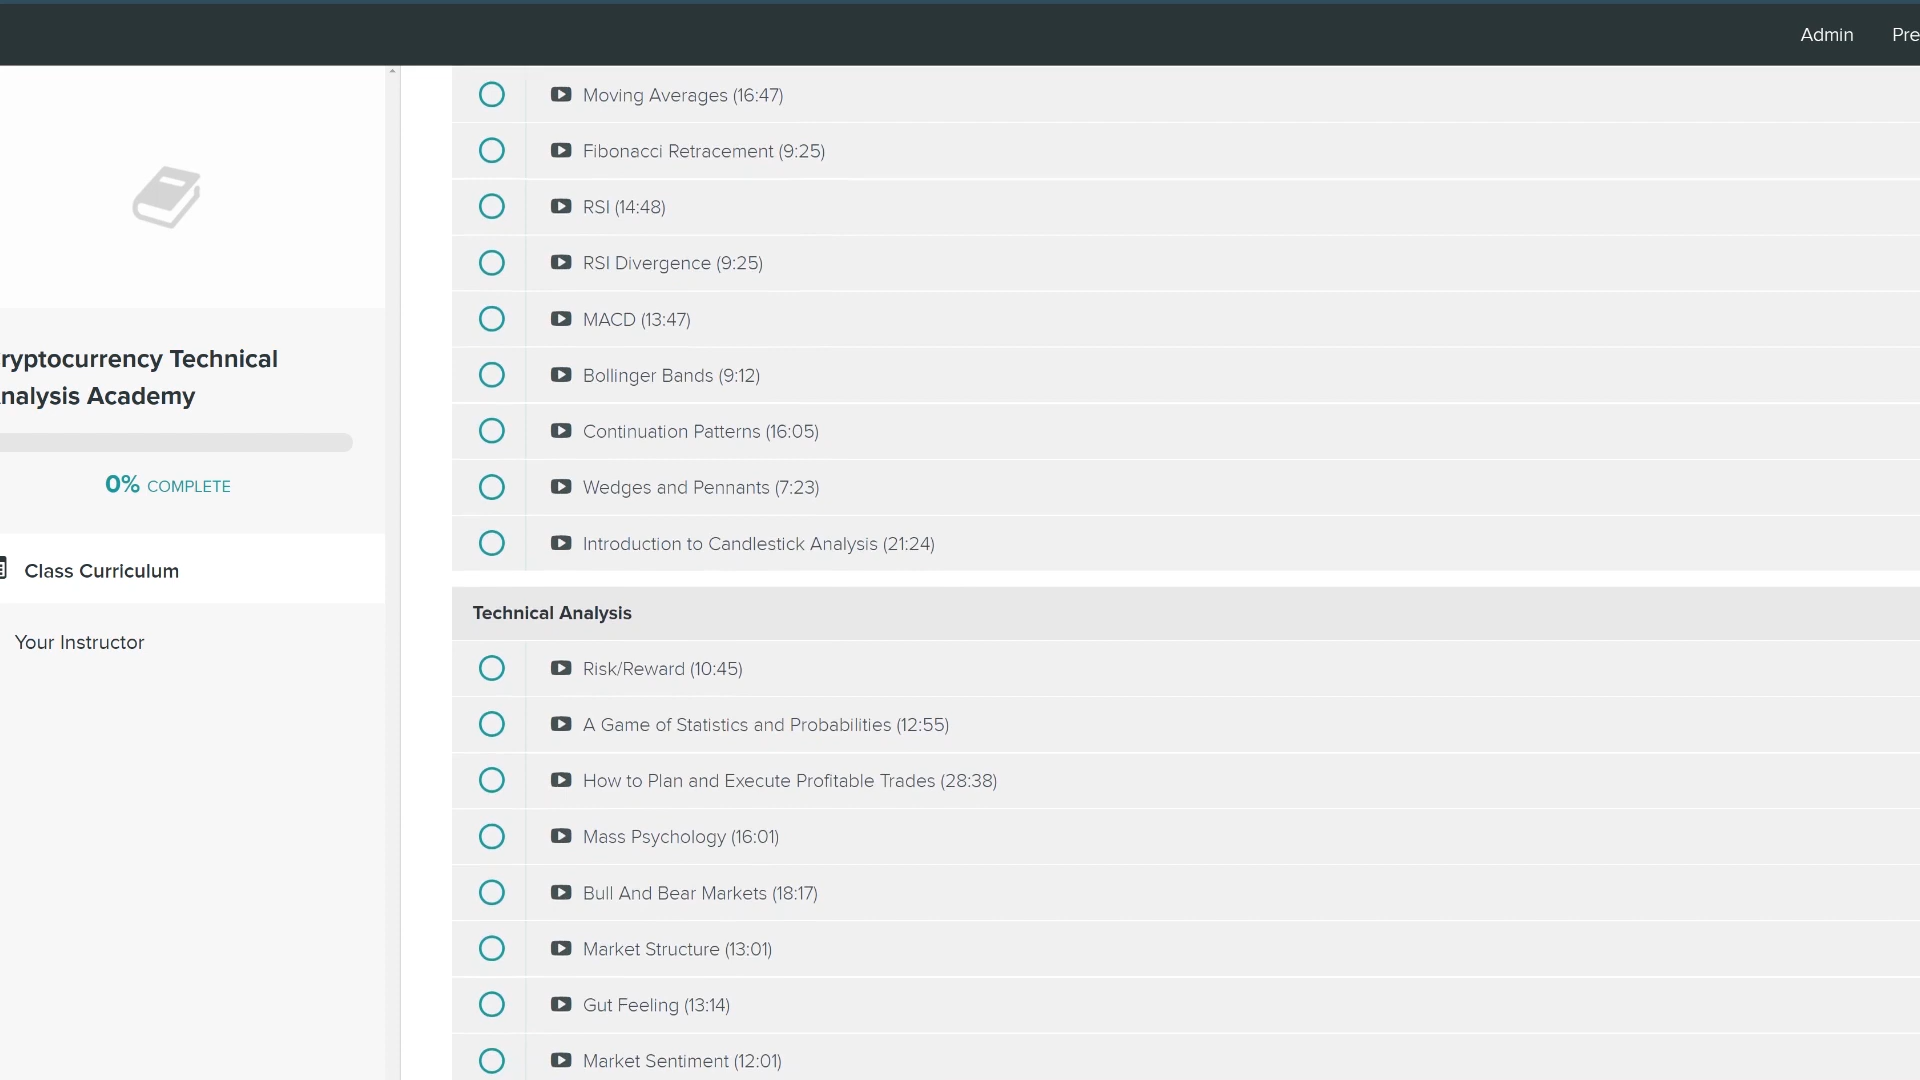 Admin
Pre
Moving Averages (16:47)
Fibonacci Retracement (9:25)
RSI (14:48)
RSI Divergence (9:25)
MACD (13:47)
Bollinger Bands (9:12)
Continuation Patterns (16:05)
Wedges and Pennants (7:23)
Introduction to Candlestick Analysis (21:24)
Technical Analysis
Risk/Reward (10:45)
A Game of Statistics and Probabilities (12:55)
How to Plan and Execute Profitable Trades (28:38)
Mass Psychology (16:01)
Bull And Bear Markets (18:17)
Market Structure (13:01)
Gut Feeling (13:14)
Market Sentiment (12:01)
ryptocurrency Technical
nalysis Academy
0% COMPLETE
Class Curriculum
Your Instructor